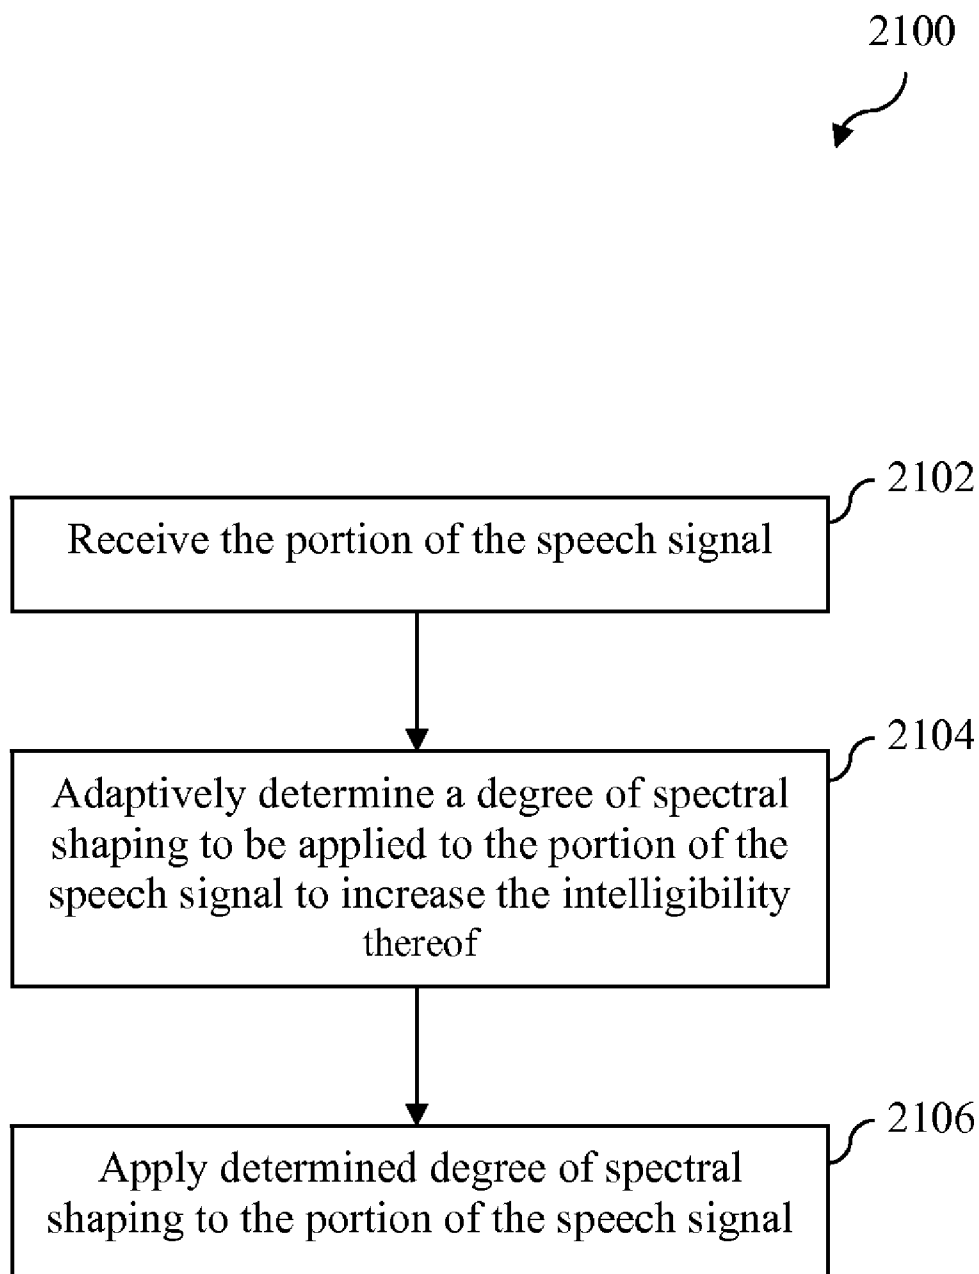 2100
2102
Receive the portion of the speech signal
2104
Adaptively determine a degree of spectral
shaping to be applied to the portion of the
speech signal to increase the intelligibility
thereof
2106
Apply determined degree of spectral
shaping to the portion of the speech signal